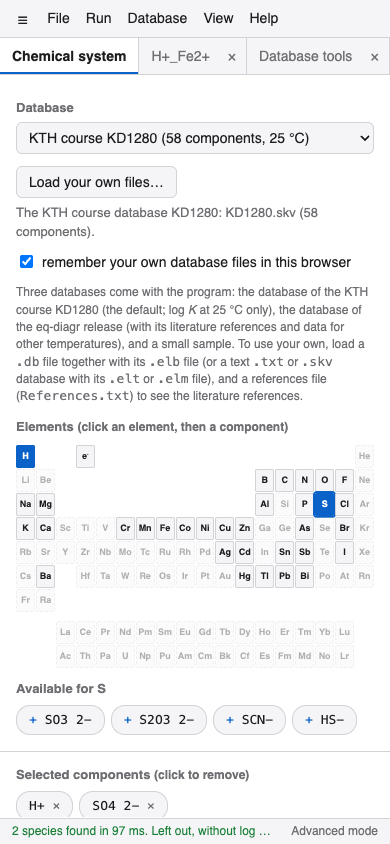 ≡ File Run Database View Help
Chemical system H+_Fe2+ × Database tools ×
Database
KTH course KD1280 (58 components, 25 °C)
Load your own files…
The KTH course database KD1280: KD1280.skv (58
components).
remember your own database files in this browser
Three databases come with the program: the database of the KTH
course KD1280 (the default; log K at 25 °C only), the database of
the eq-diagr release (with its literature references and data for
other temperatures), and a small sample. To use your own, load a
.db file together with its .elb file (or a text .txt or .skv
database with its .elt or .elm file), and a references file
(References.txt) to see the literature references.
Elements (click an element, then a component)
H e- He
Li Be B C N O F Ne
Na Mg Al Si P S Cl Ar
K Ca Sc Ti V Cr Mn Fe Co Ni Cu Zn Ga Ge As Se Br Kr
Rb Sr Y Zr Nb Mo Tc Ru Rh Pd Ag Cd In Sn Sb Te I Xe
Cs Ba Hf Ta W Re Os Ir Pt Au Hg Tl Pb Bi Po At Rn
Fr Ra
La Ce Pr Nd Pm Sm Eu Gd Tb Dy Ho Er Tm Yb Lu
Ac Th Pa U Np Pu Am Cm Bk Cf Es Fm Md No Lr
Available for S
+ SO3 2− + S2O3 2− + SCN− + HS−
Selected components (click to remove)
H+ × SO4 2− ×
2 species found in 97 ms. Left out, without log … Advanced mode